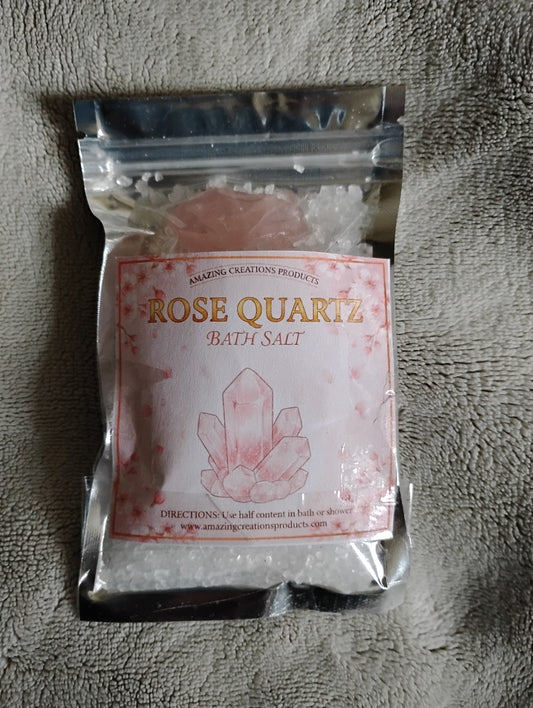 AMAZING CREATIONS PRODUCTS
ROSE QUARTZ
BATH SALT
DIRECTIONS: Use half content in bath or shower
www.amazingcreationsproducts.com